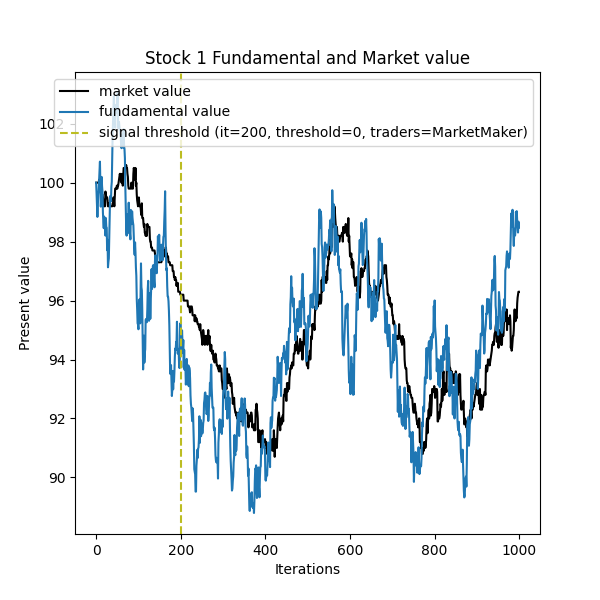 Stock 1 Fundamental and Market value
market value
fundamental value
signal threshold (it=200, threshold=0, traders=MarketMaker)
Present value
102
100
98
96
94
92
90
0 200 400 600 800 1000
Iterations